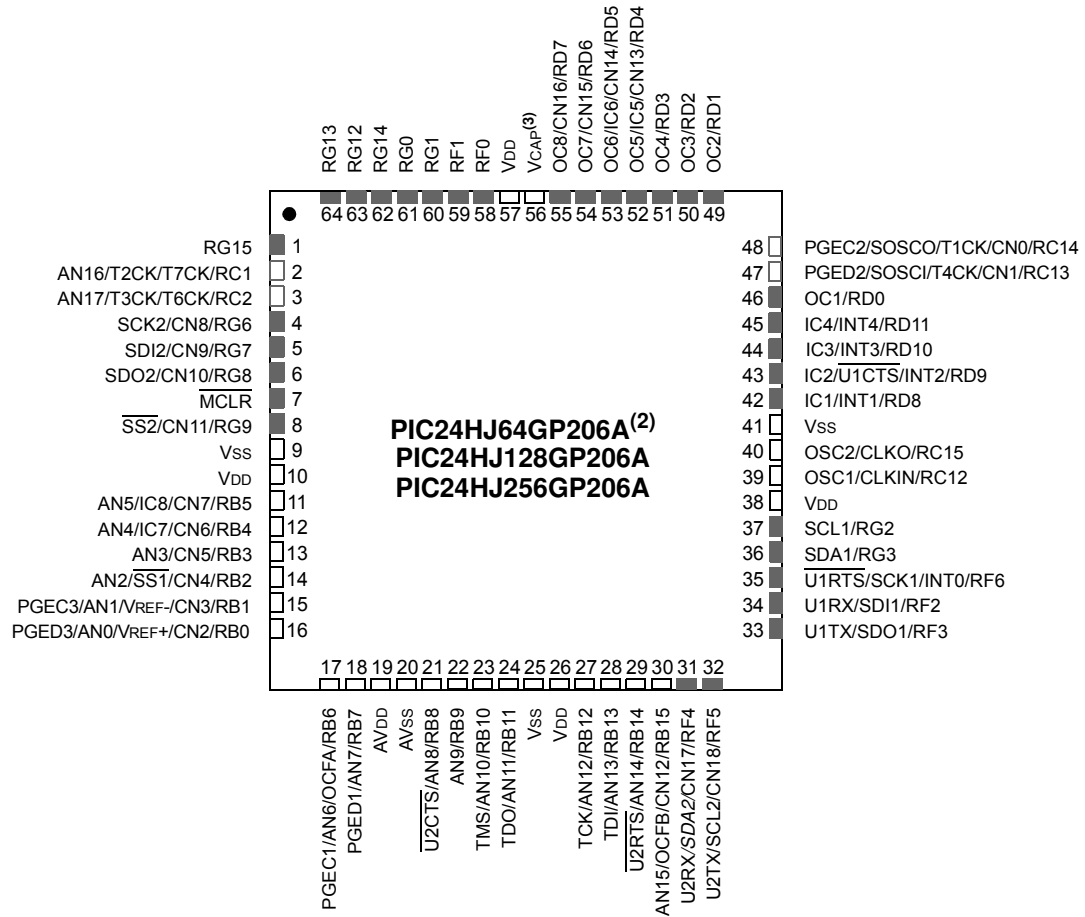 RG13
RG12
RG14
RG0
RG1
RF1
RF0
VDD
VCAP(3)
OC8/CN16/RD7
OC7/CN15/RD6
OC6/IC6/CN14/RD5
OC5/IC5/CN13/RD4
OC4/RD3
OC3/RD2
OC2/RD1
64 63 62 61 60 59 58 57 56 55 54 53 52 51 50 49
RG15 1
AN16/T2CK/T7CK/RC1 2
AN17/T3CK/T6CK/RC2 3
SCK2/CN8/RG6 4
SDI2/CN9/RG7 5
SDO2/CN10/RG8 6
MCLR 7
SS2/CN11/RG9 8
VSS 9
VDD 10
AN5/IC8/CN7/RB5 11
AN4/IC7/CN6/RB4 12
AN3/CN5/RB3 13
AN2/SS1/CN4/RB2 14
PGEC3/AN1/VREF-/CN3/RB1 15
PGED3/AN0/VREF+/CN2/RB0 16
PIC24HJ64GP206A(2)
PIC24HJ128GP206A
PIC24HJ256GP206A
48 PGEC2/SOSCO/T1CK/CN0/RC14
47 PGED2/SOSCI/T4CK/CN1/RC13
46 OC1/RD0
45 IC4/INT4/RD11
44 IC3/INT3/RD10
43 IC2/U1CTS/INT2/RD9
42 IC1/INT1/RD8
41 VSS
40 OSC2/CLKO/RC15
39 OSC1/CLKIN/RC12
38 VDD
37 SCL1/RG2
36 SDA1/RG3
35 U1RTS/SCK1/INT0/RF6
34 U1RX/SDI1/RF2
33 U1TX/SDO1/RF3
17 18 19 20 21 22 23 24 25 26 27 28 29 30 31 32
PGEC1/AN6/OCFA/RB6
PGED1/AN7/RB7
AVDD
AVSS
U2CTS/AN8/RB8
AN9/RB9
TMS/AN10/RB10
TDO/AN11/RB11
VSS
VDD
TCK/AN12/RB12
TDI/AN13/RB13
U2RTS/AN14/RB14
AN15/OCFB/CN12/RB15
U2RX/SDA2/CN17/RF4
U2TX/SCL2/CN18/RF5